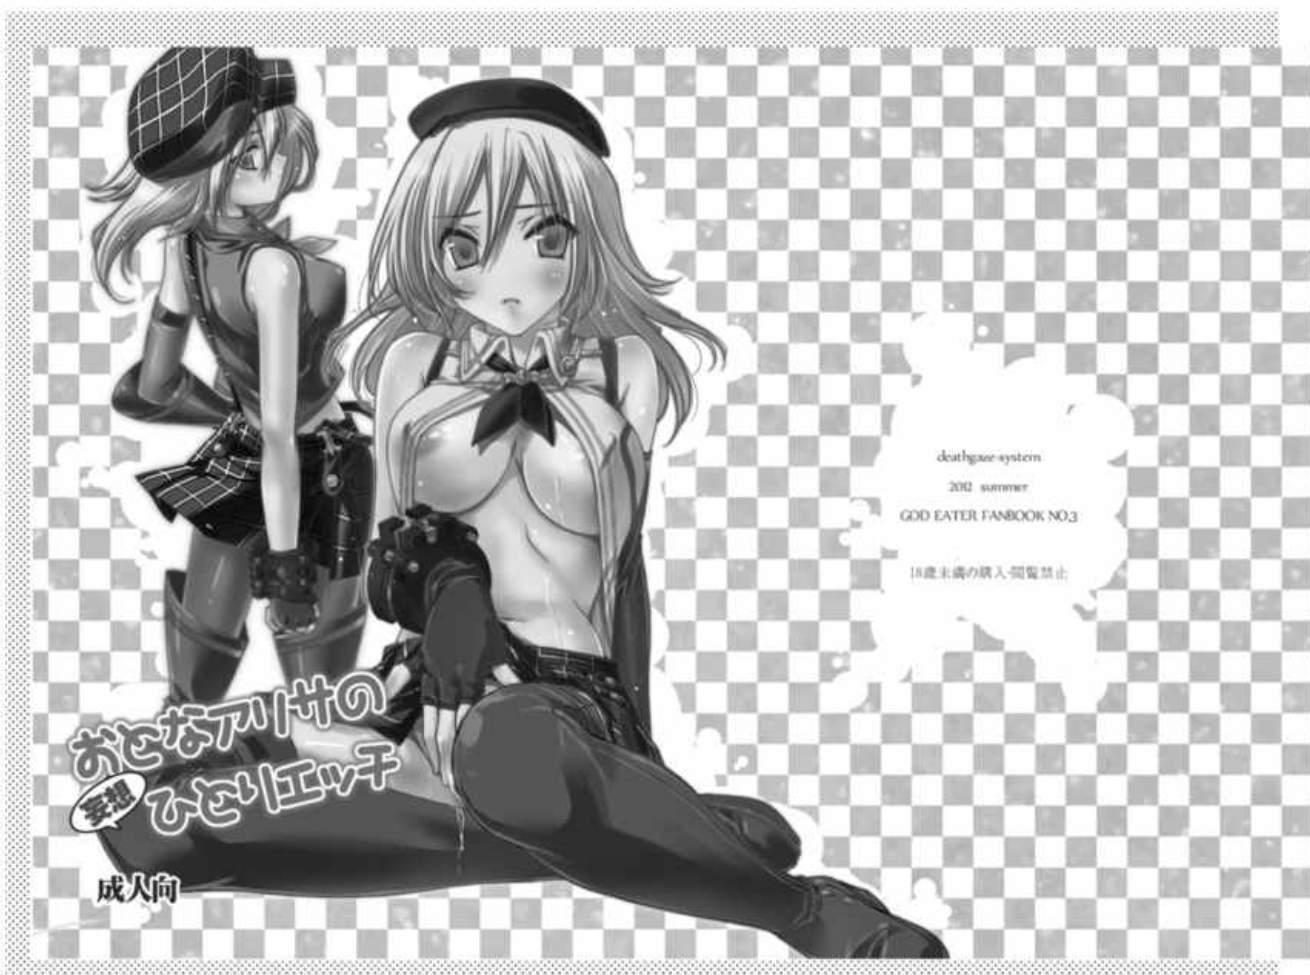 おとなアリサの
妄想
ひとりエッチ
成人向
deathgaze-system
2012 summer
GOD EATER FANBOOK NO.3
18歳未満の購入・閲覧禁止